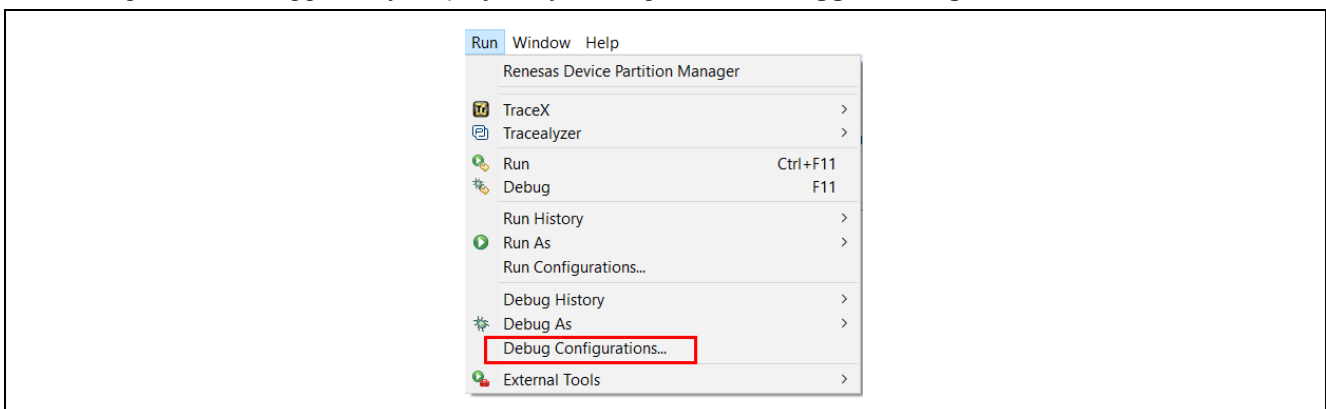 Run Window Help
Renesas Device Partition Manager
TraceX
Tracealyzer
Run Ctrl+F11
Debug F11
Run History
Run As
Run Configurations...
Debug History
Debug As
Debug Configurations...
External Tools